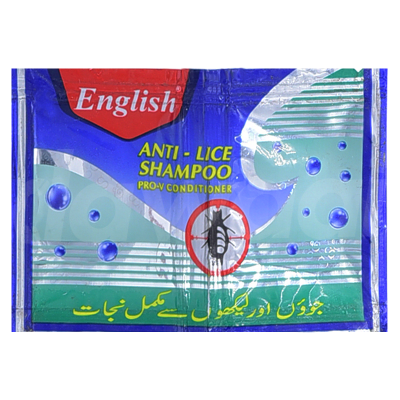 English®
ANTI - LICE
SHAMPOO
PRO-V CONDITIONER
جوؤں اور لیکھوں سے مکمل نجات